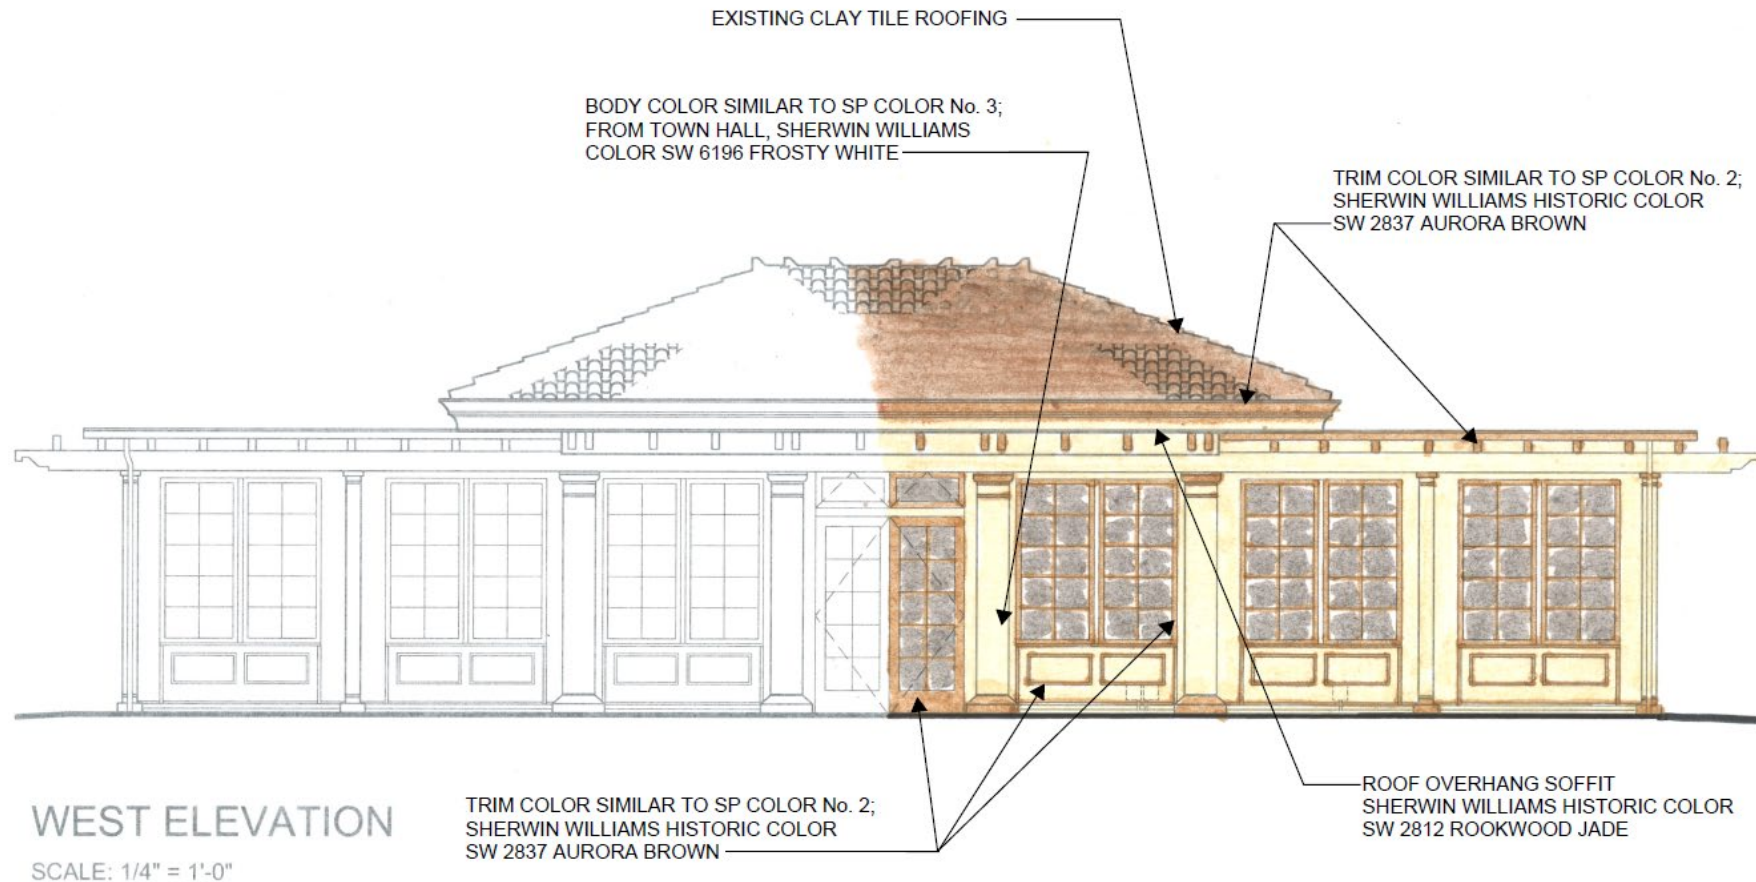 EXISTING CLAY TILE ROOFING
BODY COLOR SIMILAR TO SP COLOR No. 3;
FROM TOWN HALL, SHERWIN WILLIAMS
COLOR SW 6196 FROSTY WHITE
TRIM COLOR SIMILAR TO SP COLOR No. 2;
SHERWIN WILLIAMS HISTORIC COLOR
SW 2837 AURORA BROWN
WEST ELEVATION
SCALE: 1/4" = 1'-0"
TRIM COLOR SIMILAR TO SP COLOR No. 2;
SHERWIN WILLIAMS HISTORIC COLOR
SW 2837 AURORA BROWN
ROOF OVERHANG SOFFIT
SHERWIN WILLIAMS HISTORIC COLOR
SW 2812 ROOKWOOD JADE